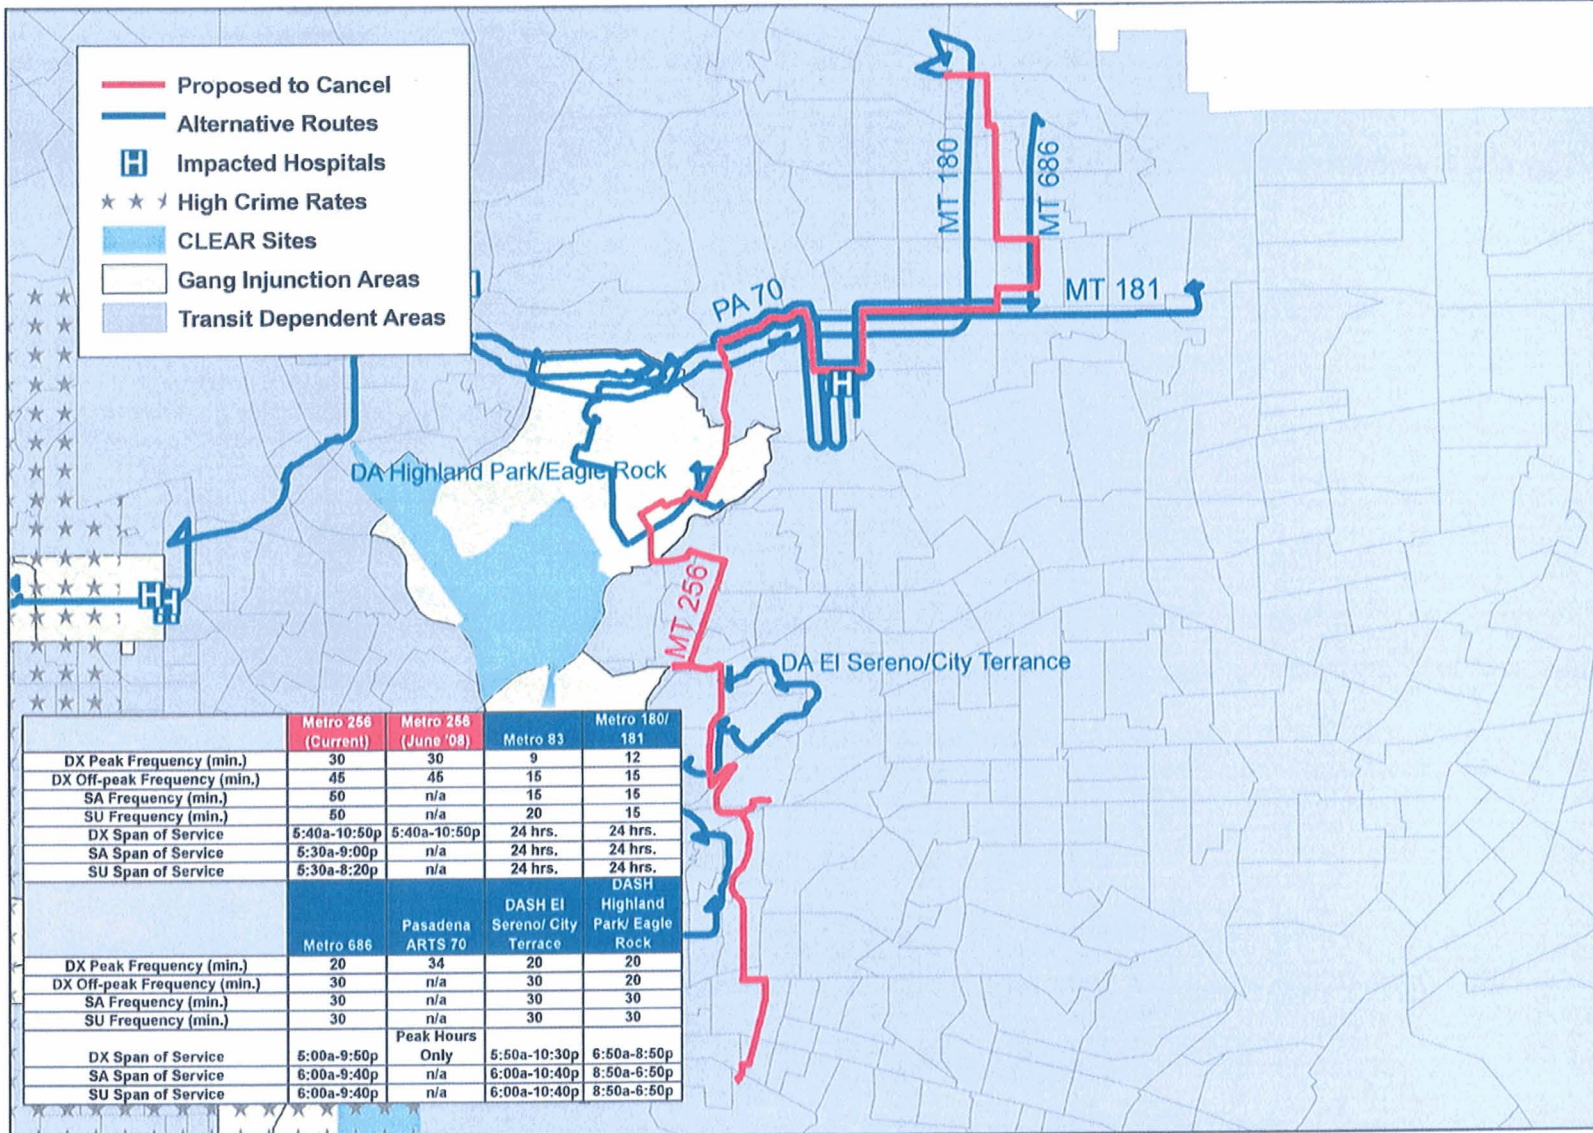 Proposed to Cancel
Alternative Routes
H Impacted Hospitals
High Crime Rates
CLEAR Sites
Gang Injunction Areas
Transit Dependent Areas
MT 180
MT 686
MT 181
PA 70
H
DA Highland Park/Eagle Rock
H H
MT 256
DA El Sereno/City Terrance
Metro 256 (Current) Metro 256 (June '08) Metro 83 Metro 180/ 181
DX Peak Frequency (min.) 30 30 9 12
DX Off-peak Frequency (min.) 45 45 15 15
SA Frequency (min.) 50 n/a 15 15
SU Frequency (min.) 50 n/a 20 15
DX Span of Service 5:40a-10:50p 5:40a-10:50p 24 hrs. 24 hrs.
SA Span of Service 5:30a-9:00p n/a 24 hrs. 24 hrs.
SU Span of Service 5:30a-8:20p n/a 24 hrs. 24 hrs.
Metro 686 Pasadena ARTS 70 DASH El Sereno/ City Terrace DASH Highland Park/ Eagle Rock
DX Peak Frequency (min.) 20 34 20 20
DX Off-peak Frequency (min.) 30 n/a 30 20
SA Frequency (min.) 30 n/a 30 30
SU Frequency (min.) 30 n/a 30 30
DX Span of Service 5:00a-9:50p Peak Hours Only 5:50a-10:30p 6:50a-8:50p
SA Span of Service 6:00a-9:40p n/a 6:00a-10:40p 8:50a-6:50p
SU Span of Service 6:00a-9:40p n/a 6:00a-10:40p 8:50a-6:50p